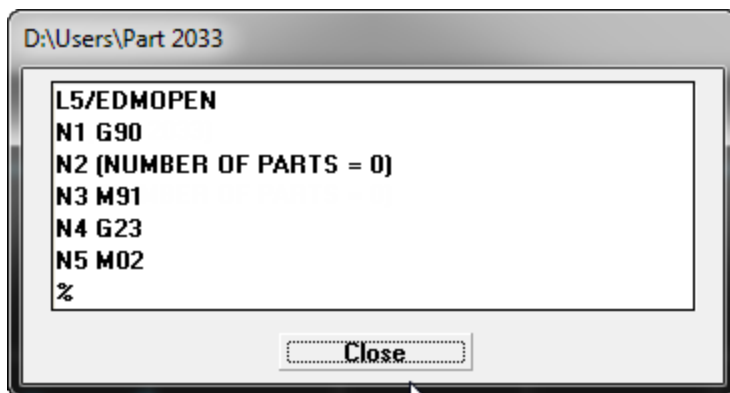 D:\Users\Part 2033
L5/EDMOPEN
N1 G90
N2 (NUMBER OF PARTS = 0)
N3 M91
N4 G23
N5 M02
%
Close